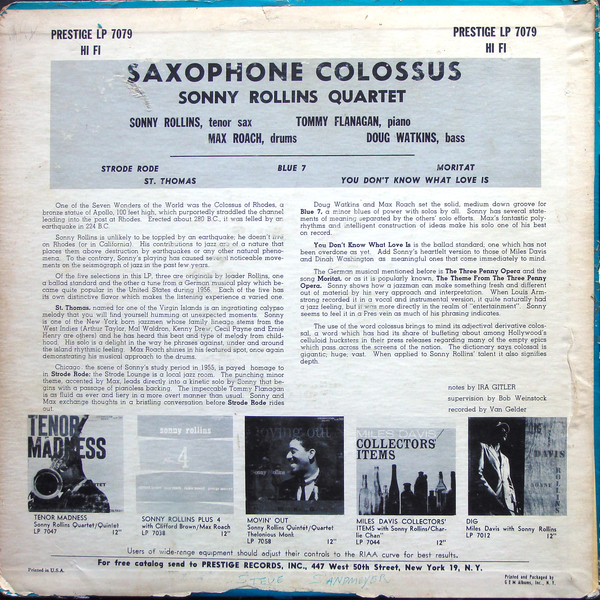 PRESTIGE LP 7079
HI FI
PRESTIGE LP 7079
HI FI
SAXOPHONE COLOSSUS
SONNY ROLLINS QUARTET
SONNY ROLLINS, tenor sax TOMMY FLANAGAN, piano
MAX ROACH, drums DOUG WATKINS, bass
STRODE RODE BLUE 7 MORITAT
ST. THOMAS YOU DON'T KNOW WHAT LOVE IS
One of the Seven Wonders of the World was the Colossus of Rhodes, a
bronze statue of Apollo, 100 feet high, which purportedly straddled the channel
leading into the post at Rhodes. Erected about 280 B.C., it was felled by an
earthquake in 224 B.C.
Sonny Rollins is unlikely to be toppled by an earthquake; he doesn't live
on Rhodes (or in California). His contributions to jazz are of a nature that
places them above destruction by earthquakes or any other natural pheno-
mena. To the contrary, Sonny's playing has caused several noticeable move-
ments on the seismograph of jazz in the past few years.
Of the five selections in this LP, three are originals by leader Rollins, one
a ballad standard and the other a tune from a German musical play which be-
came quite popular in the United States during 1956. Each of the five has
its own distinctive flavor which makes the listening experience a varied one.
St. Thomas, named for one of the Virgin Islands is an ingratiating calypso
melody that you will find yourself humming at unexpected moments. Sonny
is one of the New York born jazzmen whose family lineage stems from the
West Indies (Arthur Taylor, Mal Waldron, Kenny Drew, Cecil Payne and Ernie
Henry are others) and he has heard this beat and type of melody from child-
hood. His solo is a delight in the way he phrases against, under and around
the island rhythmic feeling. Max Roach shines in his featured spot, once again
demonstrating his musical approach to the drums.
Chicago: the scene of Sonny's study period in 1955, is payed homage to
in Strode Rode; the Strode Lounge is a local jazz room. The punching minor
theme, accented by Max, leads directly into a kinetic solo by Sonny that be-
gins with a passage of pianoless backing. The impeccable Tommy Flanagan
is as fluid as ever and fiery in a more overt manner than usual. Sonny and
Max exchange thoughts in a bristling conversation before Strode Rode rides
out.
Doug Watkins and Max Roach set the solid, medium down groove for
Blue 7, a minor blues of power with solos by all. Sonny has several state-
ments of meaning separated by the others' solo efforts. Max's fantastic poly-
rhythms and intelligent construction of ideas make his solo one of his best
on record.
You Don't Know What Love Is is the ballad standard; one which has not
been overdone as yet. Add Sonny's heartfelt version to those of Miles Davis
and Dinah Washington as meaningful ones that come immediately to mind.
The German musical mentioned before is The Three Penny Opera and the
song Moritat, or as it is popularly known, The Theme From The Three Penny
Opera. Sonny shows how a jazzman can make something fresh and different
out of material by his very approach and interpretation. When Louis Arm-
strong recorded it in a vocal and instrumental version, it quite naturally had
a jazz feeling, but it was more directly in the realm of "entertainment". Sonny
seems to feel it in a Pres vein as much of his phrasing indicates.
The use of the word colossus brings to mind its adjectival derivative colos-
sal, a word which has had its share of bufeting about among Hollywood's
celluloid hucksters in their press releases regarding many of the empty epics
which pass across the screens of the nation. The dictionary says colossal is
gigantic; huge; vast. When applied to Sonny Rollins' talent it also signifies
depth.
notes by IRA GITLER
supervision by Bob Weinstock
recorded by Van Gelder
TENOR
MADNESS
sonny rollins
4
moving out
MILES DAVIS
COLLECTORS'
ITEMS
DIG
DAVIS
TENOR MADNESS
Sonny Rollins Quartet/Quintet
LP 7047 12"
SONNY ROLLINS PLUS 4
with Clifford Brown/Max Roach
LP 7038 12"
MOVIN' OUT
Sonny Rollins Quintet/Quartet
Thelonious Monk
LP 7058 12"
MILES DAVIS COLLECTORS'
ITEMS with Sonny Rollins/Char-
lie Chan"
LP 7044 12"
DIG
Miles Davis with Sonny Rollins
LP 7012 12"
Users of wide-range equipment should adjust their controls to the RIAA curve for best results.
For free catalog send to PRESTIGE RECORDS, INC., 447 West 50th Street, New York 19, N.Y.
Printed in U.S.A.
Printed and Packaged by
GEM Albums, Inc., N. Y.
STEVE SANDMEYER